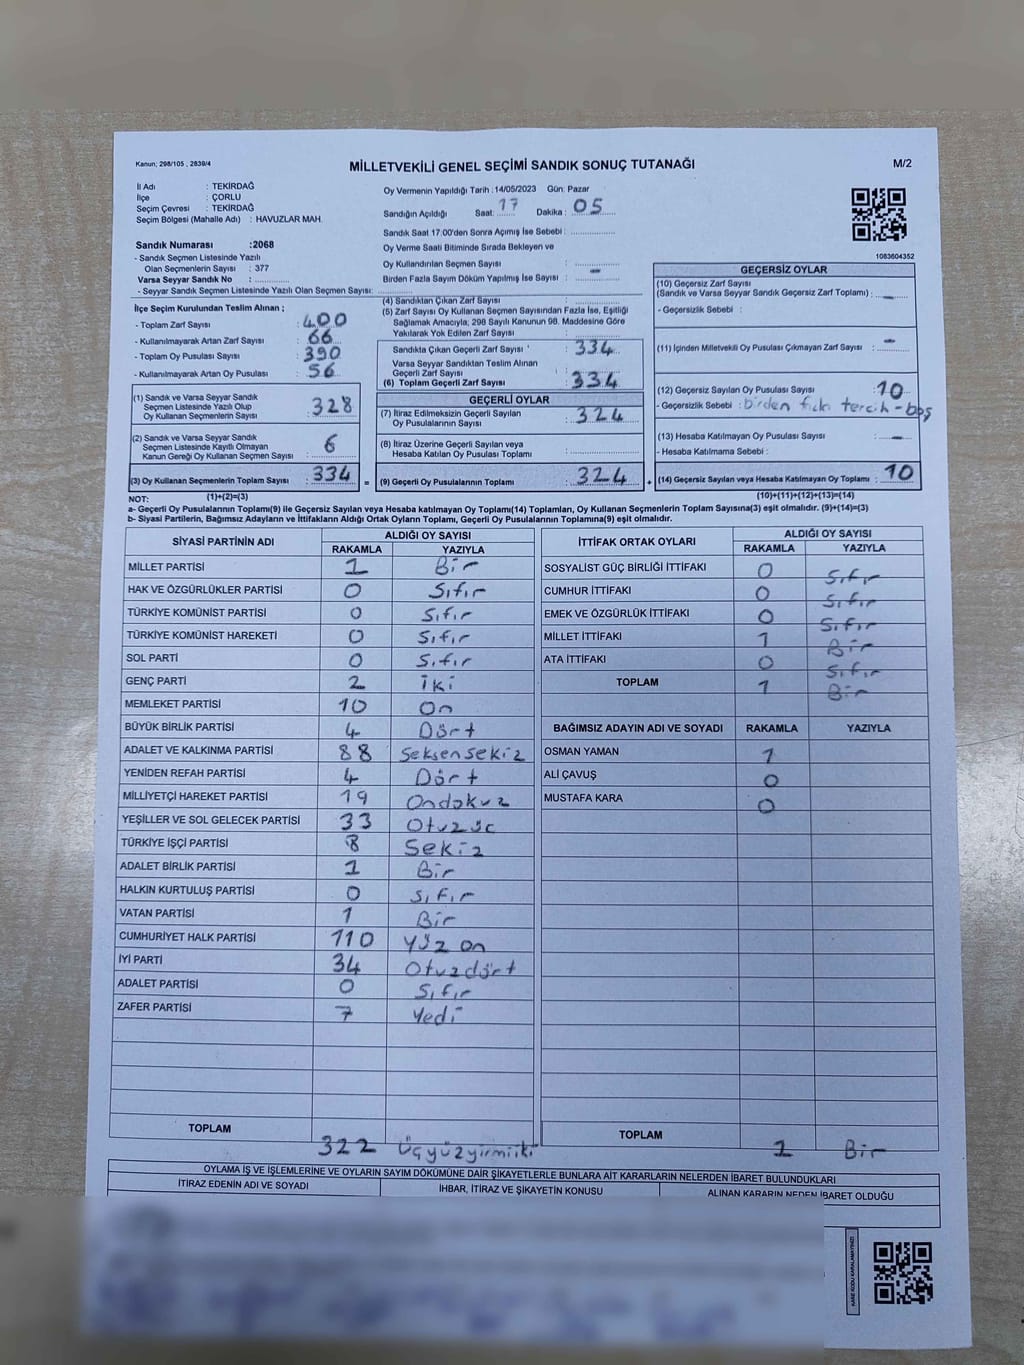 Kanun; 298/105 , 2839/4
MİLLETVEKİLİ GENEL SEÇİMİ SANDIK SONUÇ TUTANAĞI
M/2
İl Adı : TEKİRDAĞ
İlçe : ÇORLU
Seçim Çevresi : TEKİRDAĞ
Seçim Bölgesi (Mahalle Adı) : HAVUZLAR MAH.
Sandık Numarası :2068
- Sandık Seçmen Listesinde Yazılı
Olan Seçmenlerin Sayısı : 377
Varsa Seyyar Sandık No :
- Seyyar Sandık Seçmen Listesinde Yazılı Olan Seçmen Sayısı:
Oy Vermenin Yapıldığı Tarih :14/05/2023 Gün: Pazar
Sandığın Açıldığı Saat: 17 Dakika : 05
Sandık Saat 17.00'den Sonra Açımış İse Sebebi :
Oy Verme Saati Bitiminde Sırada Bekleyen ve
Oy Kullandırılan Seçmen Sayısı :
Birden Fazla Sayım Döküm Yapılmış İse Sayısı : -
1083604352
İlçe Seçim Kurulundan Teslim Alınan ;
- Toplam Zarf Sayısı : 400
- Kullanılmayarak Artan Zarf Sayısı : 66
- Toplam Oy Pusulası Sayısı : 390
- Kullanılmayarak Artan Oy Pusulası : 56
(1) Sandık ve Varsa Seyyar Sandık
Seçmen Listesinde Yazılı Olup
Oy Kullanan Seçmenlerin Sayısı : 328
(2) Sandık ve Varsa Seyyar Sandık
Seçmen Listesinde Kayıtlı Olmayan
Kanun Gereği Oy Kullanan Seçmen Sayısı : 6
(3) Oy Kullanan Seçmenlerin Toplam Sayısı : 334 =
(4) Sandıktan Çıkan Zarf Sayısı :
(5) Zarf Sayısı Oy Kullanan Seçmen Sayısından Fazla İse, Eşitliği
Sağlamak Amacıyla; 298 Sayılı Kanunun 98. Maddesine Göre
Yakılarak Yok Edilen Zarf Sayısı :
Sandıkta Çıkan Geçerli Zarf Sayısı : 334
Varsa Seyyar Sandıktan Teslim Alınan
Geçerli Zarf Sayısı :
(6) Toplam Geçerli Zarf Sayısı : 334
GEÇERLİ OYLAR
(7) İtiraz Edilmeksizin Geçerli Sayılan
Oy Pusulalarının Sayısı : 324
(8) İtiraz Üzerine Geçerli Sayılan veya
Hesaba Katılan Oy Pusulası Toplamı :
(9) Geçerli Oy Pusulalarının Toplamı : 324 +
GEÇERSİZ OYLAR
(10) Geçersiz Zarf Sayısı
(Sandık ve Varsa Seyyar Sandık Geçersiz Zarf Toplamı) : -
- Geçersizlik Sebebi :
(11) İçinden Milletvekili Oy Pusulası Çıkmayan Zarf Sayısı : -
(12) Geçersiz Sayılan Oy Pusulası Sayısı : 10
- Geçersizlik Sebebi : birden tercih-boş
(13) Hesaba Katılmayan Oy Pusulası Sayısı : -
- Hesaba Katılmama Sebebi :
(14) Geçersiz Sayılan veya Hesaba Katılmayan Oy Toplamı : 10
NOT: (1)+(2)=(3) (10)+(11)+(12)+(13)=(14)
a- Geçerli Oy Pusulalarının Toplamı(9) ile Geçersiz Sayılan veya Hesaba katılmayan Oy Toplamı(14) Toplamları, Oy Kullanan Seçmenlerin Toplam Sayısına(3) eşit olmalıdır. (9)+(14)=(3)
b- Siyasi Partilerin, Bağımsız Adayların ve İttifakların Aldığı Ortak Oyların Toplamı, Geçerli Oy Pusulalarının Toplamına(9) eşit olmalıdır.
SİYASİ PARTİNİN ADI ALDIĞI OY SAYISI
RAKAMLA YAZIYLA
MİLLET PARTİSİ 1 Bir
HAK VE ÖZGÜRLÜKLER PARTİSİ 0 Sıfır
TÜRKİYE KOMÜNİST PARTİSİ 0 Sıfır
TÜRKİYE KOMÜNİST HAREKETİ 0 Sıfır
SOL PARTİ 0 Sıfır
GENÇ PARTİ 2 İki
MEMLEKET PARTİSİ 10 On
BÜYÜK BİRLİK PARTİSİ 4 Dört
ADALET VE KALKINMA PARTİSİ 88 Seksensekiz
YENİDEN REFAH PARTİSİ 4 Dört
MİLLİYETÇİ HAREKET PARTİSİ 19 Ondokuz
YEŞİLLER VE SOL GELECEK PARTİSİ 33 Otuzüç
TÜRKİYE İŞÇİ PARTİSİ 8 Sekiz
ADALET BİRLİK PARTİSİ 1 Bir
HALKIN KURTULUŞ PARTİSİ 0 Sıfır
VATAN PARTİSİ 1 Bir
CUMHURİYET HALK PARTİSİ 110 Yüz on
İYİ PARTİ 34 Otuzdört
ADALET PARTİSİ 0 Sıfır
ZAFER PARTİSİ 7 Yedi
TOPLAM 322 Üçyüzyirmiiki
İTTİFAK ORTAK OYLARI ALDIĞI OY SAYISI
RAKAMLA YAZIYLA
SOSYALIST GÜÇ BİRLİĞİ İTTİFAKI 0 Sıfır
CUMHUR İTTİFAKI 0 Sıfır
EMEK VE ÖZGÜRLÜK İTTİFAKI 0 Sıfır
MİLLET İTTİFAKI 1 Bir
ATA İTTİFAKI 0 Sıfır
TOPLAM 1 Bir
BAĞIMSIZ ADAYIN ADI VE SOYADI RAKAMLA YAZIYLA
OSMAN YAMAN 1
ALİ ÇAVUŞ 0
MUSTAFA KARA 0
TOPLAM 1 Bir
OYLAMA İŞ VE İŞLEMLERİNE VE OYLARIN SAYIM DÖKÜMÜNE DAİR ŞİKAYETLERLE BUNLARA AİT KARARLARIN NELERDEN İBARET BULUNDUKLARI
İTİRAZ EDENİN ADI VE SOYADI İHBAR, İTİRAZ VE ŞİKAYETİN KONUSU ALINAN KARARIN NEDEN İBARET OLDUĞU
KARE KODU KARALAMAYINIZ!